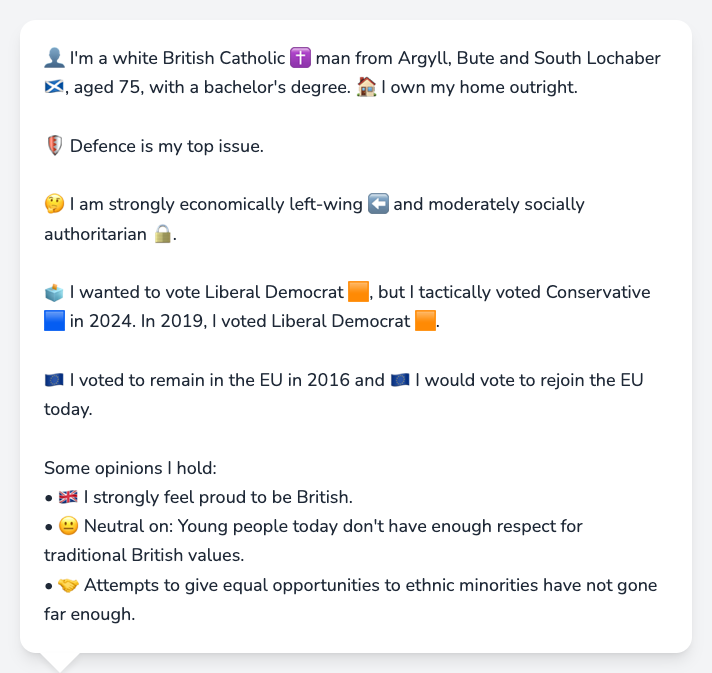 👤 I'm a white British Catholic ✝️ man from Argyll, Bute and South Lochaber
🏴󠁧󠁢󠁳󠁣󠁴󠁿, aged 75, with a bachelor's degree. 🏠 I own my home outright.
🛡️ Defence is my top issue.
🤔 I am strongly economically left-wing ⬅️ and moderately socially
authoritarian 🔒.
🗳️ I wanted to vote Liberal Democrat 🟧, but I tactically voted Conservative
🟦 in 2024. In 2019, I voted Liberal Democrat 🟧.
🇪🇺 I voted to remain in the EU in 2016 and 🇪🇺 I would vote to rejoin the EU
today.
Some opinions I hold:
• 🇬🇧 I strongly feel proud to be British.
• 😐 Neutral on: Young people today don't have enough respect for
traditional British values.
• 🤝 Attempts to give equal opportunities to ethnic minorities have not gone
far enough.